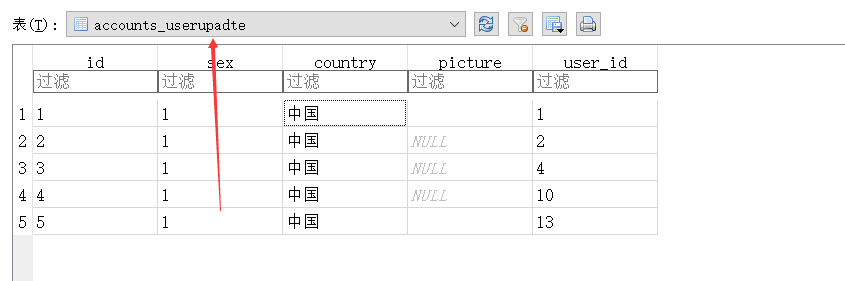 表(T): accounts_userupadte
id sex country picture user_id
过滤 过滤 过滤 过滤 过滤
1 1 1 中国 1
2 2 1 中国 NULL 2
3 3 1 中国 NULL 4
4 4 1 中国 NULL 10
5 5 1 中国 13